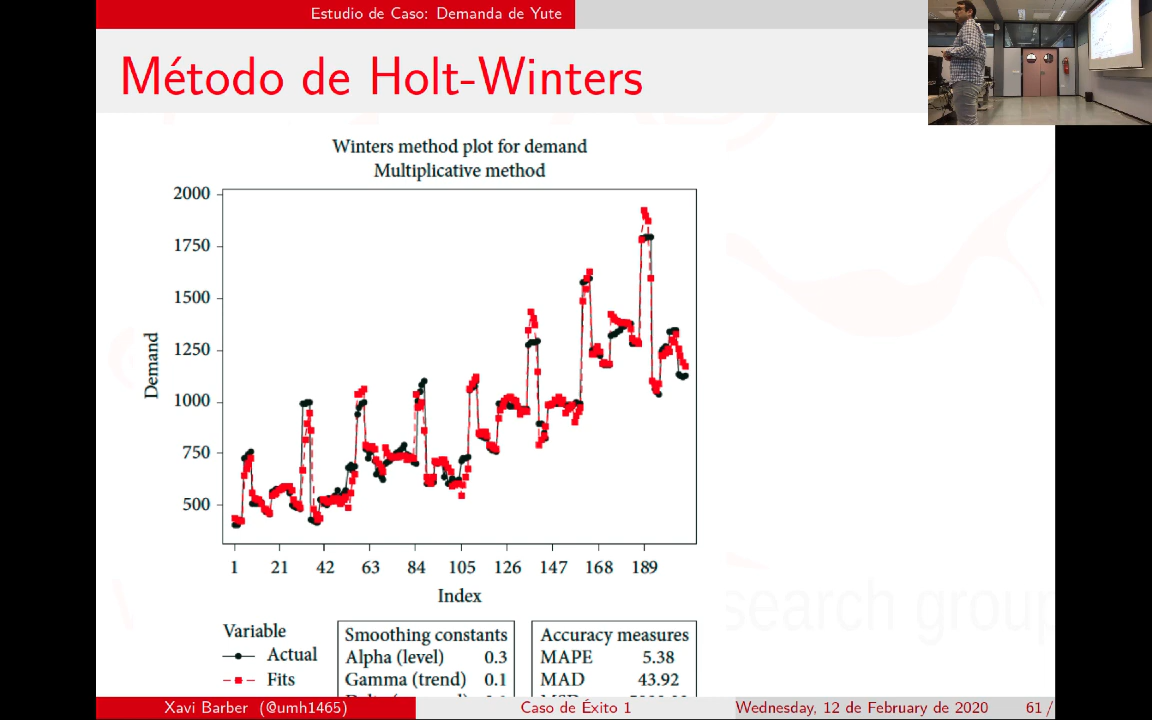 Estudio de Caso: Demanda de Yute
Método de Holt-Winters
Winters method plot for demand
Multiplicative method
2000
1750
1500
1250
1000
750
500
Demand
1 21 42 63 84 105 126 147 168 189
Index
Variable
Actual
Fits
Smoothing constants
Alpha (level) 0.3
Gamma (trend) 0.1
Accuracy measures
MAPE 5.38
MAD 43.92
search group
Xavi Barber (@umh1465) Caso de Éxito 1 Wednesday, 12 de February de 2020 61 /